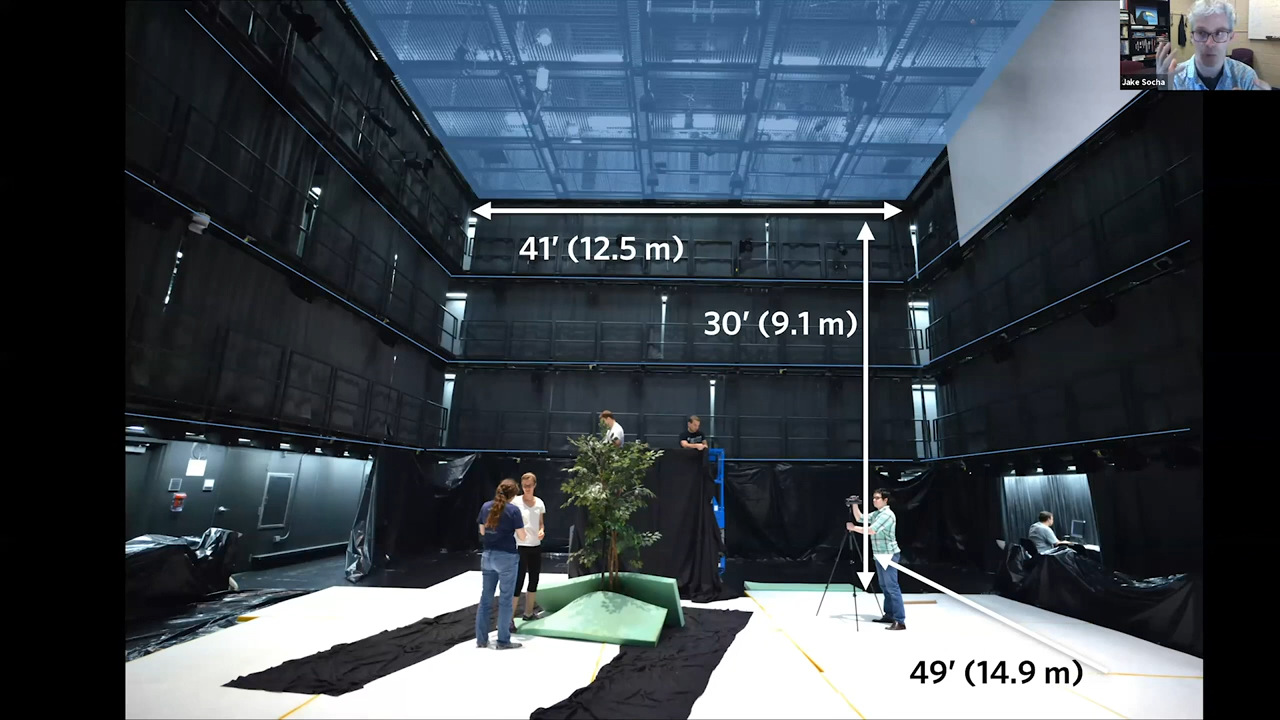 Jake Socha
41′ (12.5 m)
30′ (9.1 m)
49′ (14.9 m)